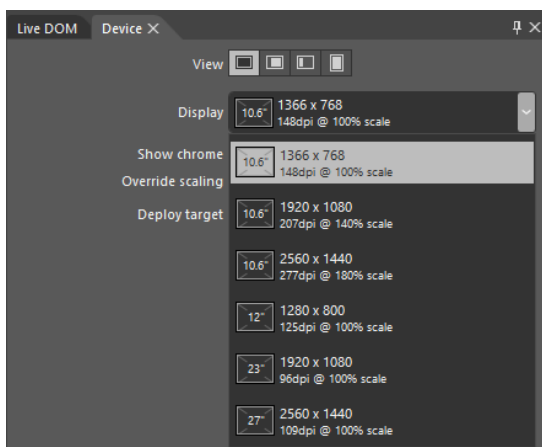 Live DOM Device
View
Display 10.6" 1366 x 768
148dpi @ 100% scale
Show chrome 10.6" 1366 x 768
148dpi @ 100% scale
Override scaling
Deploy target 10.6" 1920 x 1080
207dpi @ 140% scale
10.6" 2560 x 1440
277dpi @ 180% scale
12" 1280 x 800
125dpi @ 100% scale
23" 1920 x 1080
96dpi @ 100% scale
27" 2560 x 1440
109dpi @ 100% scale